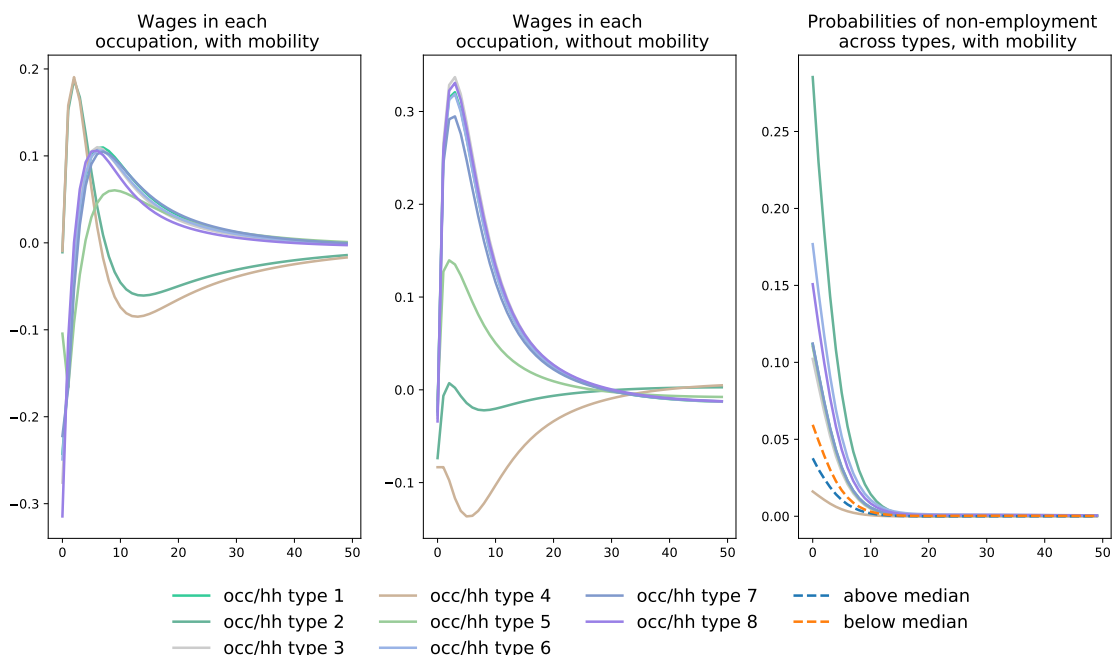 Wages in each
occupation, with mobility
Wages in each
occupation, without mobility
Probabilities of non-employment
across types, with mobility
0.2
0.1
0.0
−0.1
−0.2
−0.3
0 10 20 30 40 50
0.3
0.2
0.1
0.0
−0.1
0 10 20 30 40 50
0.25
0.20
0.15
0.10
0.05
0.00
0 10 20 30 40 50
occ/hh type 1
occ/hh type 2
occ/hh type 3
occ/hh type 4
occ/hh type 5
occ/hh type 6
occ/hh type 7
occ/hh type 8
above median
below median